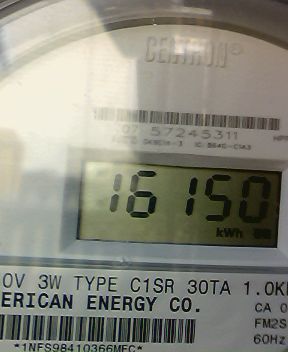 CENTRON®
07 57245311
16150
kWh
0V 3W TYPE C1SR 30TA 1.0K
ERICAN ENERGY CO.
CA 0
FM2S
60Hz
*1NFS98410366MFC*